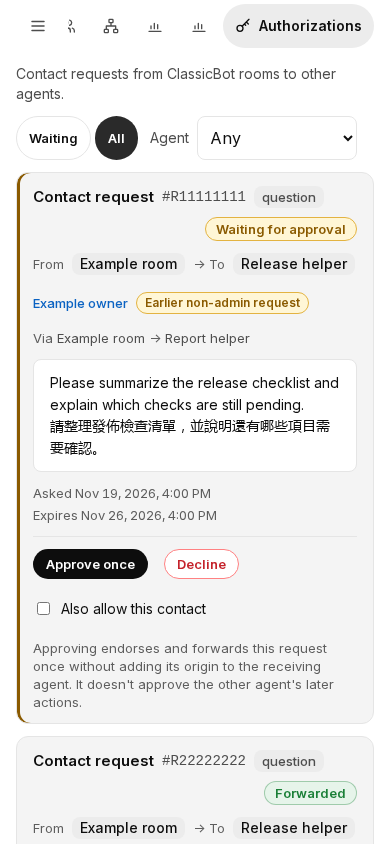 Authorizations
Contact requests from ClassicBot rooms to other
agents.
Waiting All Agent Any
Contact request #R11111111 question
Waiting for approval
From Example room → To Release helper
Example owner Earlier non-admin request
Via Example room → Report helper
Please summarize the release checklist and
explain which checks are still pending.
請整理發佈檢查清單，並說明還有哪些項目需
要確認。
Asked Nov 19, 2026, 4:00 PM
Expires Nov 26, 2026, 4:00 PM
Approve once Decline
Also allow this contact
Approving endorses and forwards this request
once without adding its origin to the receiving
agent. It doesn't approve the other agent's later
actions.
Contact request #R22222222 question
Forwarded
From Example room → To Release helper